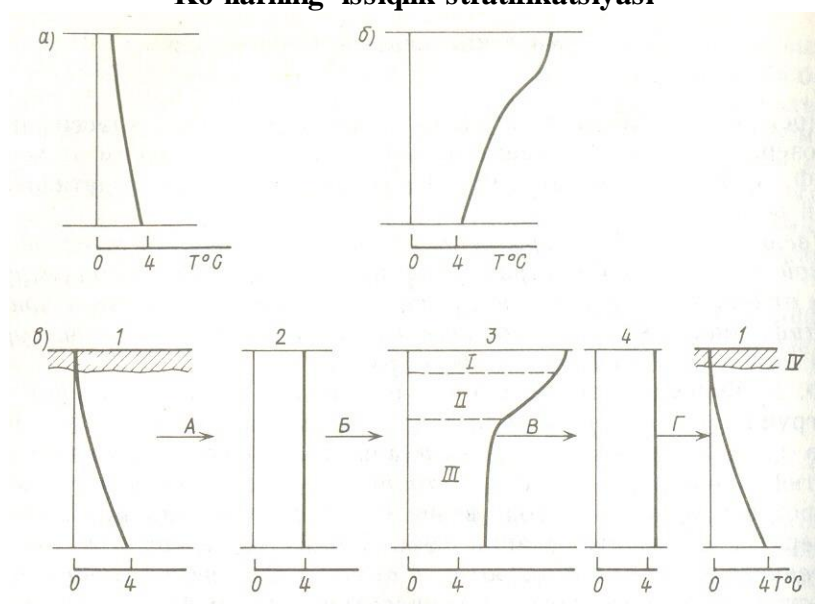 Ko'llarning issiqlik stratifikatsiyasi
а) б)
0 4 T°C 0 4 T°C
в) 1 2 3 4 1
I IV
II
А Б В Г
III
0 4 0 4 0 4 0 4 0 4 T°C